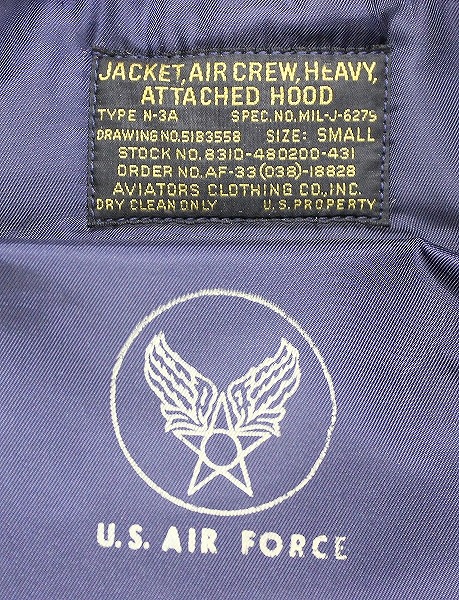 JACKET, AIR CREW, HEAVY,
ATTACHED HOOD
TYPE N-3A SPEC. NO. MIL-J-6279
DRAWING NO. 5183558 SIZE: SMALL
STOCK NO. 8310-480200-431
ORDER NO. AF-33 (038)-18828
AVIATORS CLOTHING CO., INC.
DRY CLEAN ONLY U.S. PROPERTY
U.S. AIR FORCE